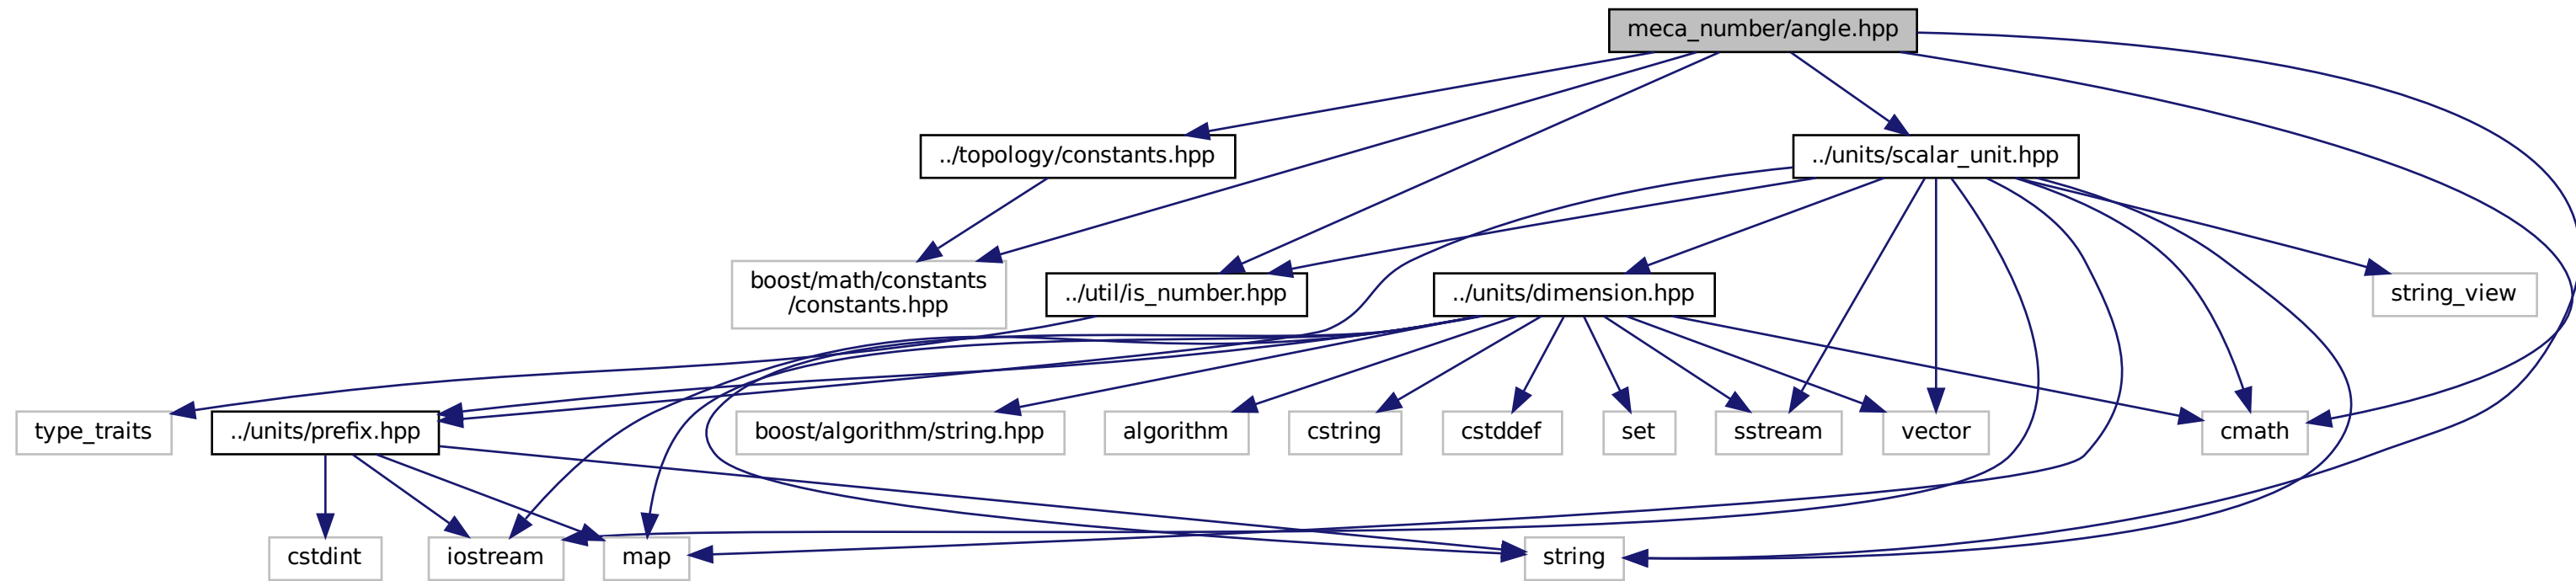 meca_number/angle.hpp
../topology/constants.hpp
../units/scalar_unit.hpp
boost/math/constants
/constants.hpp
../util/is_number.hpp
../units/dimension.hpp
string_view
type_traits
../units/prefix.hpp
boost/algorithm/string.hpp
algorithm
cstring
cstddef
set
sstream
vector
cmath
cstdint
iostream
map
string